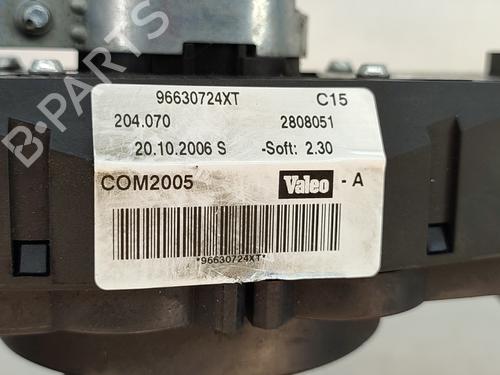 96630724XT C15
204.070 2808051
20.10.2006 S -Soft: 2.30
COM2005 Valeo - A
*96630724XT*
B-PARTS